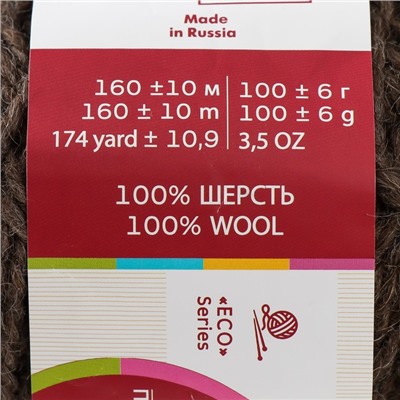 Made
in Russia
160 ±10 м
160 ± 10 m
174 yard ± 10,9
100 ± 6 г
100 ± 6 g
3,5 OZ
100% ШЕРСТЬ
100% WOOL
«ECO»
Series